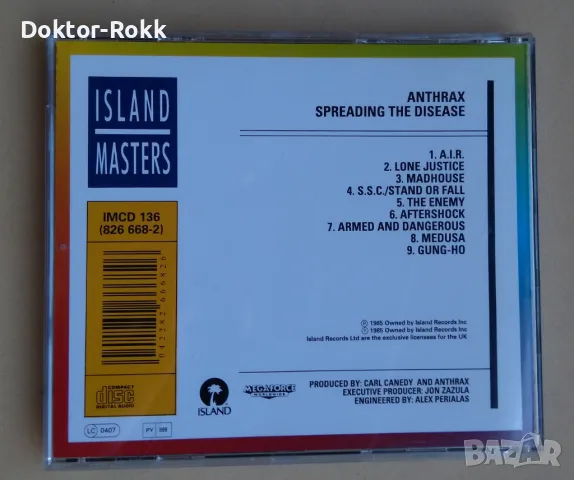 Doktor-Rokk
ISLAND
MASTERS
IMCD 136
(826 668-2)
ANTHRAX
SPREADING THE DISEASE
1. A.I.R.
2. LONE JUSTICE
3. MADHOUSE
4. S.S.C./STAND OR FALL
5. THE ENEMY
6. AFTERSHOCK
7. ARMED AND DANGEROUS
8. MEDUSA
9. GUNG-HO
℗ 1985 Owned by Island Records Inc
© 1985 Owned by Island Records Inc
Island Records Ltd are the exclusive licensees for the UK
COMPACT
disc
DIGITAL AUDIO
ISLAND
MEGAFORCE
WORLDWIDE
PRODUCED BY: CARL CANEDY AND ANTHRAX
EXECUTIVE PRODUCER: JON ZAZULA
ENGINEERED BY: ALEX PERIALAS
LC 0407
BAZAR